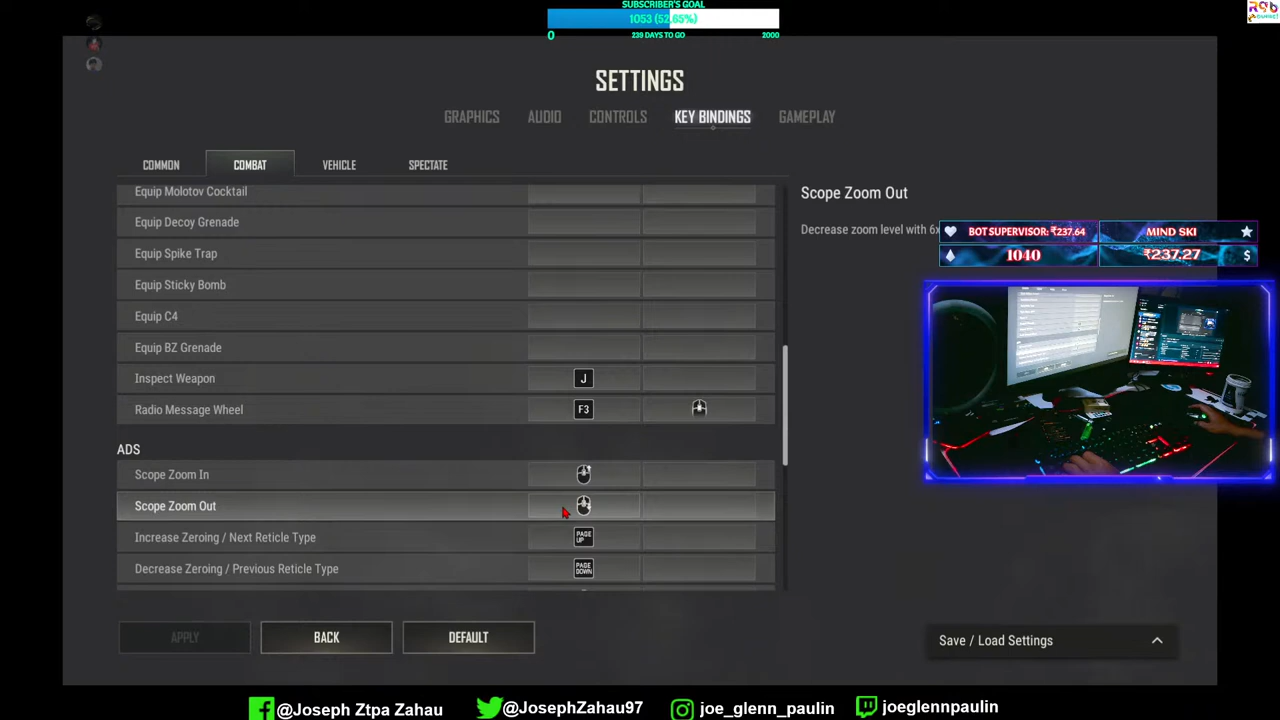 SUBSCRIBER'S GOAL
1053 (52.65%)
0
239 DAYS TO GO
2000
SETTINGS
GRAPHICS
AUDIO
CONTROLS
KEY BINDINGS
GAMEPLAY
COMMON
COMBAT
VEHICLE
SPECTATE
Equip Molotov Cocktail
Equip Decoy Grenade
Equip Spike Trap
Equip Sticky Bomb
Equip C4
Equip BZ Grenade
Inspect Weapon J
Radio Message Wheel F3
ADS
Scope Zoom In
Scope Zoom Out
Increase Zeroing / Next Reticle Type PAGE UP
Decrease Zeroing / Previous Reticle Type PAGE DOWN
Scope Zoom Out
Decrease zoom level with 6x
BOT SUPERVISOR: ₹237.64
MIND SKI
1040
₹237.27
$
APPLY
BACK
DEFAULT
Save / Load Settings
@Joseph Ztpa Zahau
@JosephZahau97
joe_glenn_paulin
joeglennpaulin